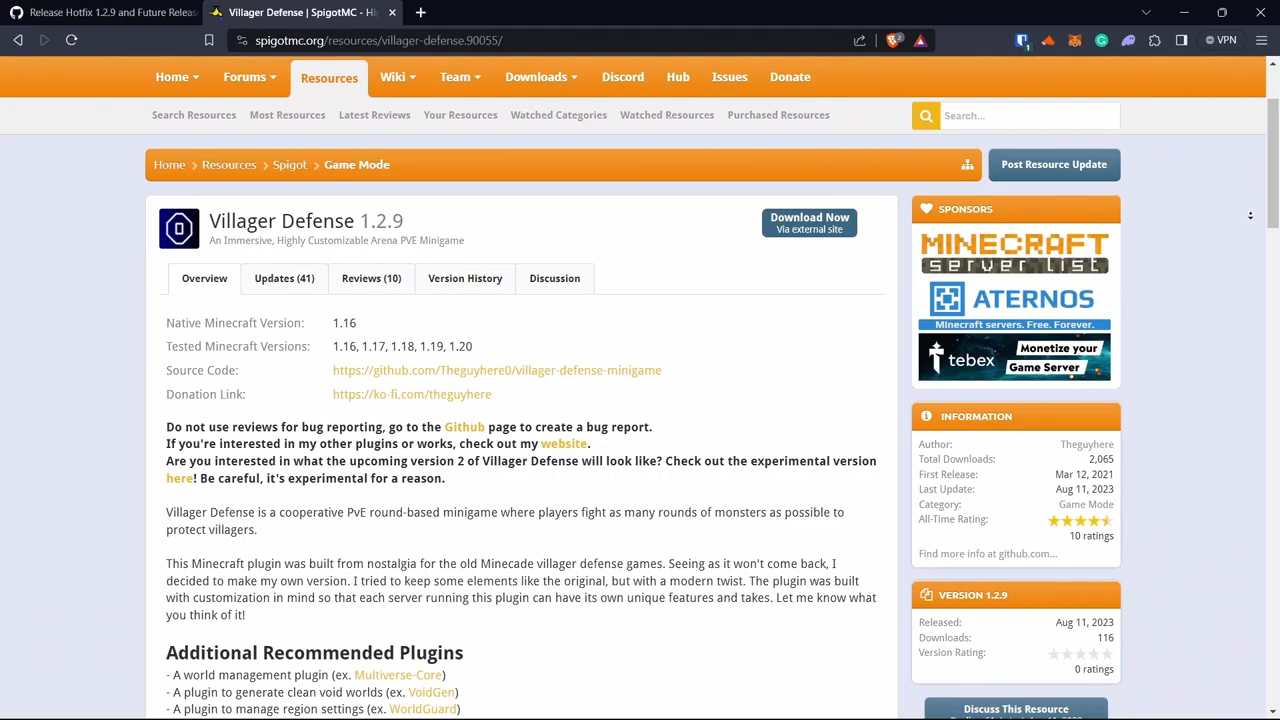 Release Hotfix 1.2.9 and Future Releas
Villager Defense | SpigotMC - Hi
spigotmc.org/resources/villager-defense.90055/
2
1
VPN
Home
Forums
Resources
Wiki
Team
Downloads
Discord
Hub
Issues
Donate
Search Resources
Most Resources
Latest Reviews
Your Resources
Watched Categories
Watched Resources
Purchased Resources
Search...
Home
Resources
Spigot
Game Mode
Post Resource Update
Villager Defense 1.2.9
An Immersive, Highly Customizable Arena PVE Minigame
Download Now
Via external site
Overview
Updates (41)
Reviews (10)
Version History
Discussion
Native Minecraft Version: 1.16
Tested Minecraft Versions: 1.16, 1.17, 1.18, 1.19, 1.20
Source Code: https://github.com/Theguyhere0/villager-defense-minigame
Donation Link: https://ko-fi.com/theguyhere
Do not use reviews for bug reporting, go to the Github page to create a bug report.
If you're interested in my other plugins or works, check out my website.
Are you interested in what the upcoming version 2 of Villager Defense will look like? Check out the experimental version
here! Be careful, it's experimental for a reason.
Villager Defense is a cooperative PvE round-based minigame where players fight as many rounds of monsters as possible to
protect villagers.
This Minecraft plugin was built from nostalgia for the old Minecade villager defense games. Seeing as it won't come back, I
decided to make my own version. I tried to keep some elements like the original, but with a modern twist. The plugin was built
with customization in mind so that each server running this plugin can have its own unique features and takes. Let me know what
you think of it!
Additional Recommended Plugins
- A world management plugin (ex. Multiverse-Core)
- A plugin to generate clean void worlds (ex. VoidGen)
- A plugin to manage region settings (ex. WorldGuard)
SPONSORS
MINECRAFT
SERVER LIST
ATERNOS
Minecraft servers. Free. Forever.
tebex
Monetize your
Game Server
INFORMATION
Author: Theguyhere
Total Downloads: 2,065
First Release: Mar 12, 2021
Last Update: Aug 11, 2023
Category: Game Mode
All-Time Rating:
10 ratings
Find more info at github.com...
VERSION 1.2.9
Released: Aug 11, 2023
Downloads: 116
Version Rating:
0 ratings
Discuss This Resource